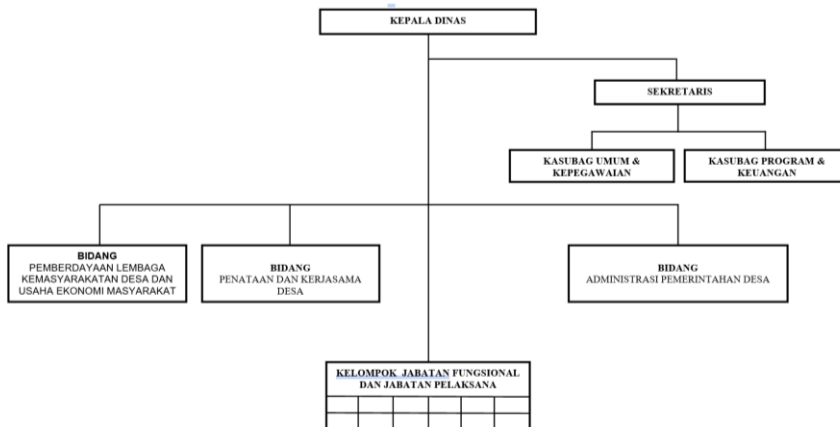 KEPALA DINAS
SEKRETARIS
KASUBAG UMUM &
KEPEGAWAIAN
KASUBAG PROGRAM &
KEUANGAN
BIDANG
PEMBERDAYAAN LEMBAGA
KEMASYARAKATAN DESA DAN
USAHA EKONOMI MASYARAKAT
BIDANG
PENATAAN DAN KERJASAMA
DESA
BIDANG
ADMINISTRASI PEMERINTAHAN DESA
KELOMPOK JABATAN FUNGSIONAL
DAN JABATAN PELAKSANA